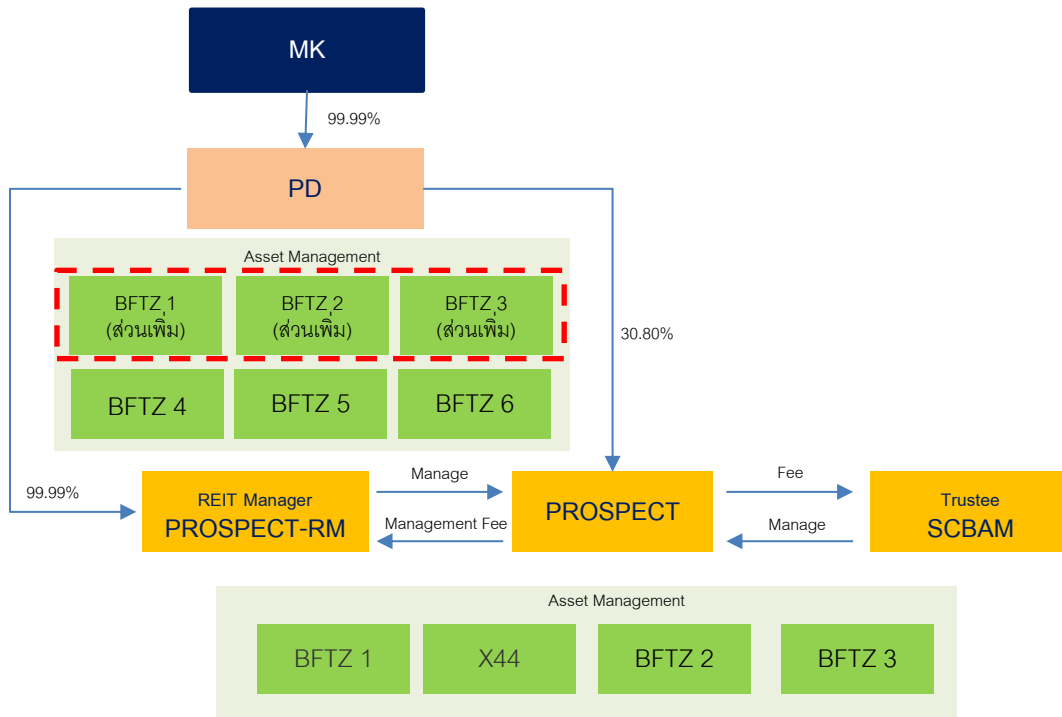 MK
99.99%
PD
Asset Management
BFTZ 1
(ส่วนเพิ่ม)
BFTZ 2
(ส่วนเพิ่ม)
BFTZ 3
(ส่วนเพิ่ม)
30.80%
BFTZ 4
BFTZ 5
BFTZ 6
99.99%
REIT Manager
PROSPECT-RM
Manage
Management Fee
PROSPECT
Fee
Manage
Trustee
SCBAM
Asset Management
BFTZ 1
X44
BFTZ 2
BFTZ 3